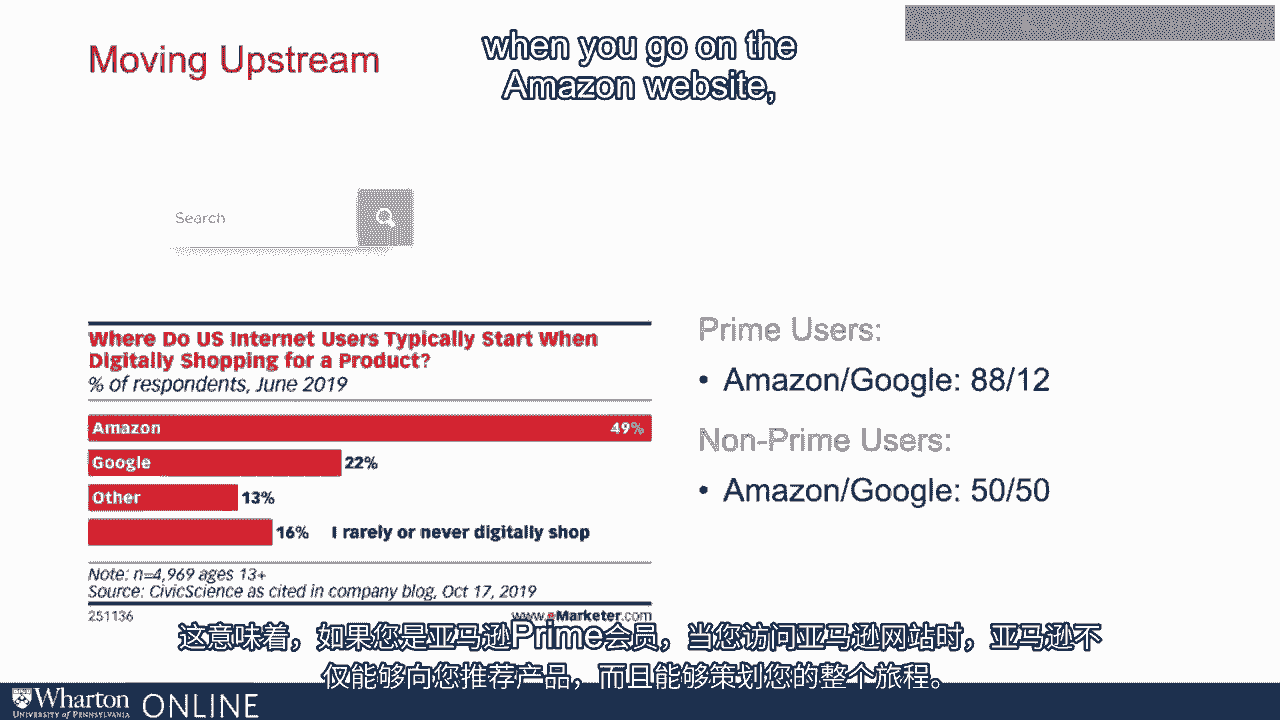 Moving Upstream
when you go on the
Amazon website,
Search
Where Do US Internet Users Typically Start When
Digitally Shopping for a Product?
% of respondents, June 2019
Amazon 49%
Google 22%
Other 13%
16% I rarely or never digitally shop
Note: n=4,969 ages 13+
Source: CivicScience as cited in company blog, Oct 17, 2019
251136 www.eMarketer.com
Prime Users:
• Amazon/Google: 88/12
Non-Prime Users:
• Amazon/Google: 50/50
这意味着，如果您是亚马逊Prime会员，当您访问亚马逊网站时，亚马逊不
仅能够向您推荐产品，而且能够策划您的整个旅程。
Wharton ONLINE
UNIVERSITY of PENNSYLVANIA